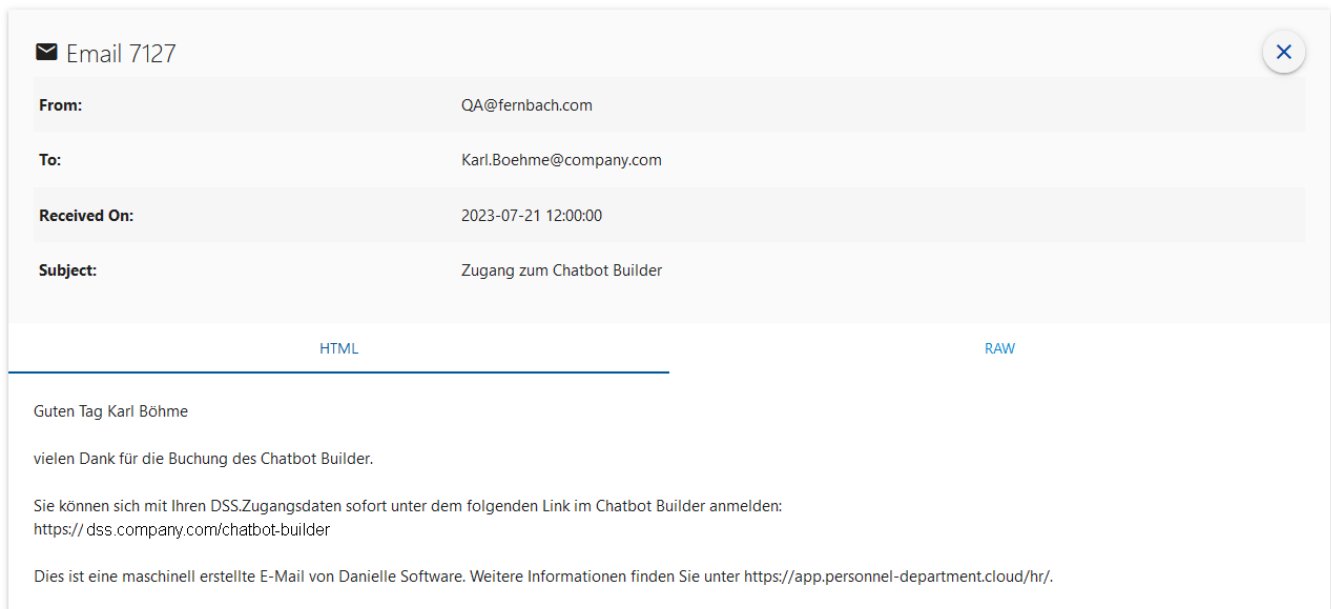 Email 7127
From: QA@fernbach.com
To: Karl.Boehme@company.com
Received On: 2023-07-21 12:00:00
Subject: Zugang zum Chatbot Builder
HTML RAW
Guten Tag Karl Böhme
vielen Dank für die Buchung des Chatbot Builder.
Sie können sich mit Ihren DSS.Zugangsdaten sofort unter dem folgenden Link im Chatbot Builder anmelden:
https:// dss.company.com/chatbot-builder
Dies ist eine maschinell erstellte E-Mail von Danielle Software. Weitere Informationen finden Sie unter https://app.personnel-department.cloud/hr/.